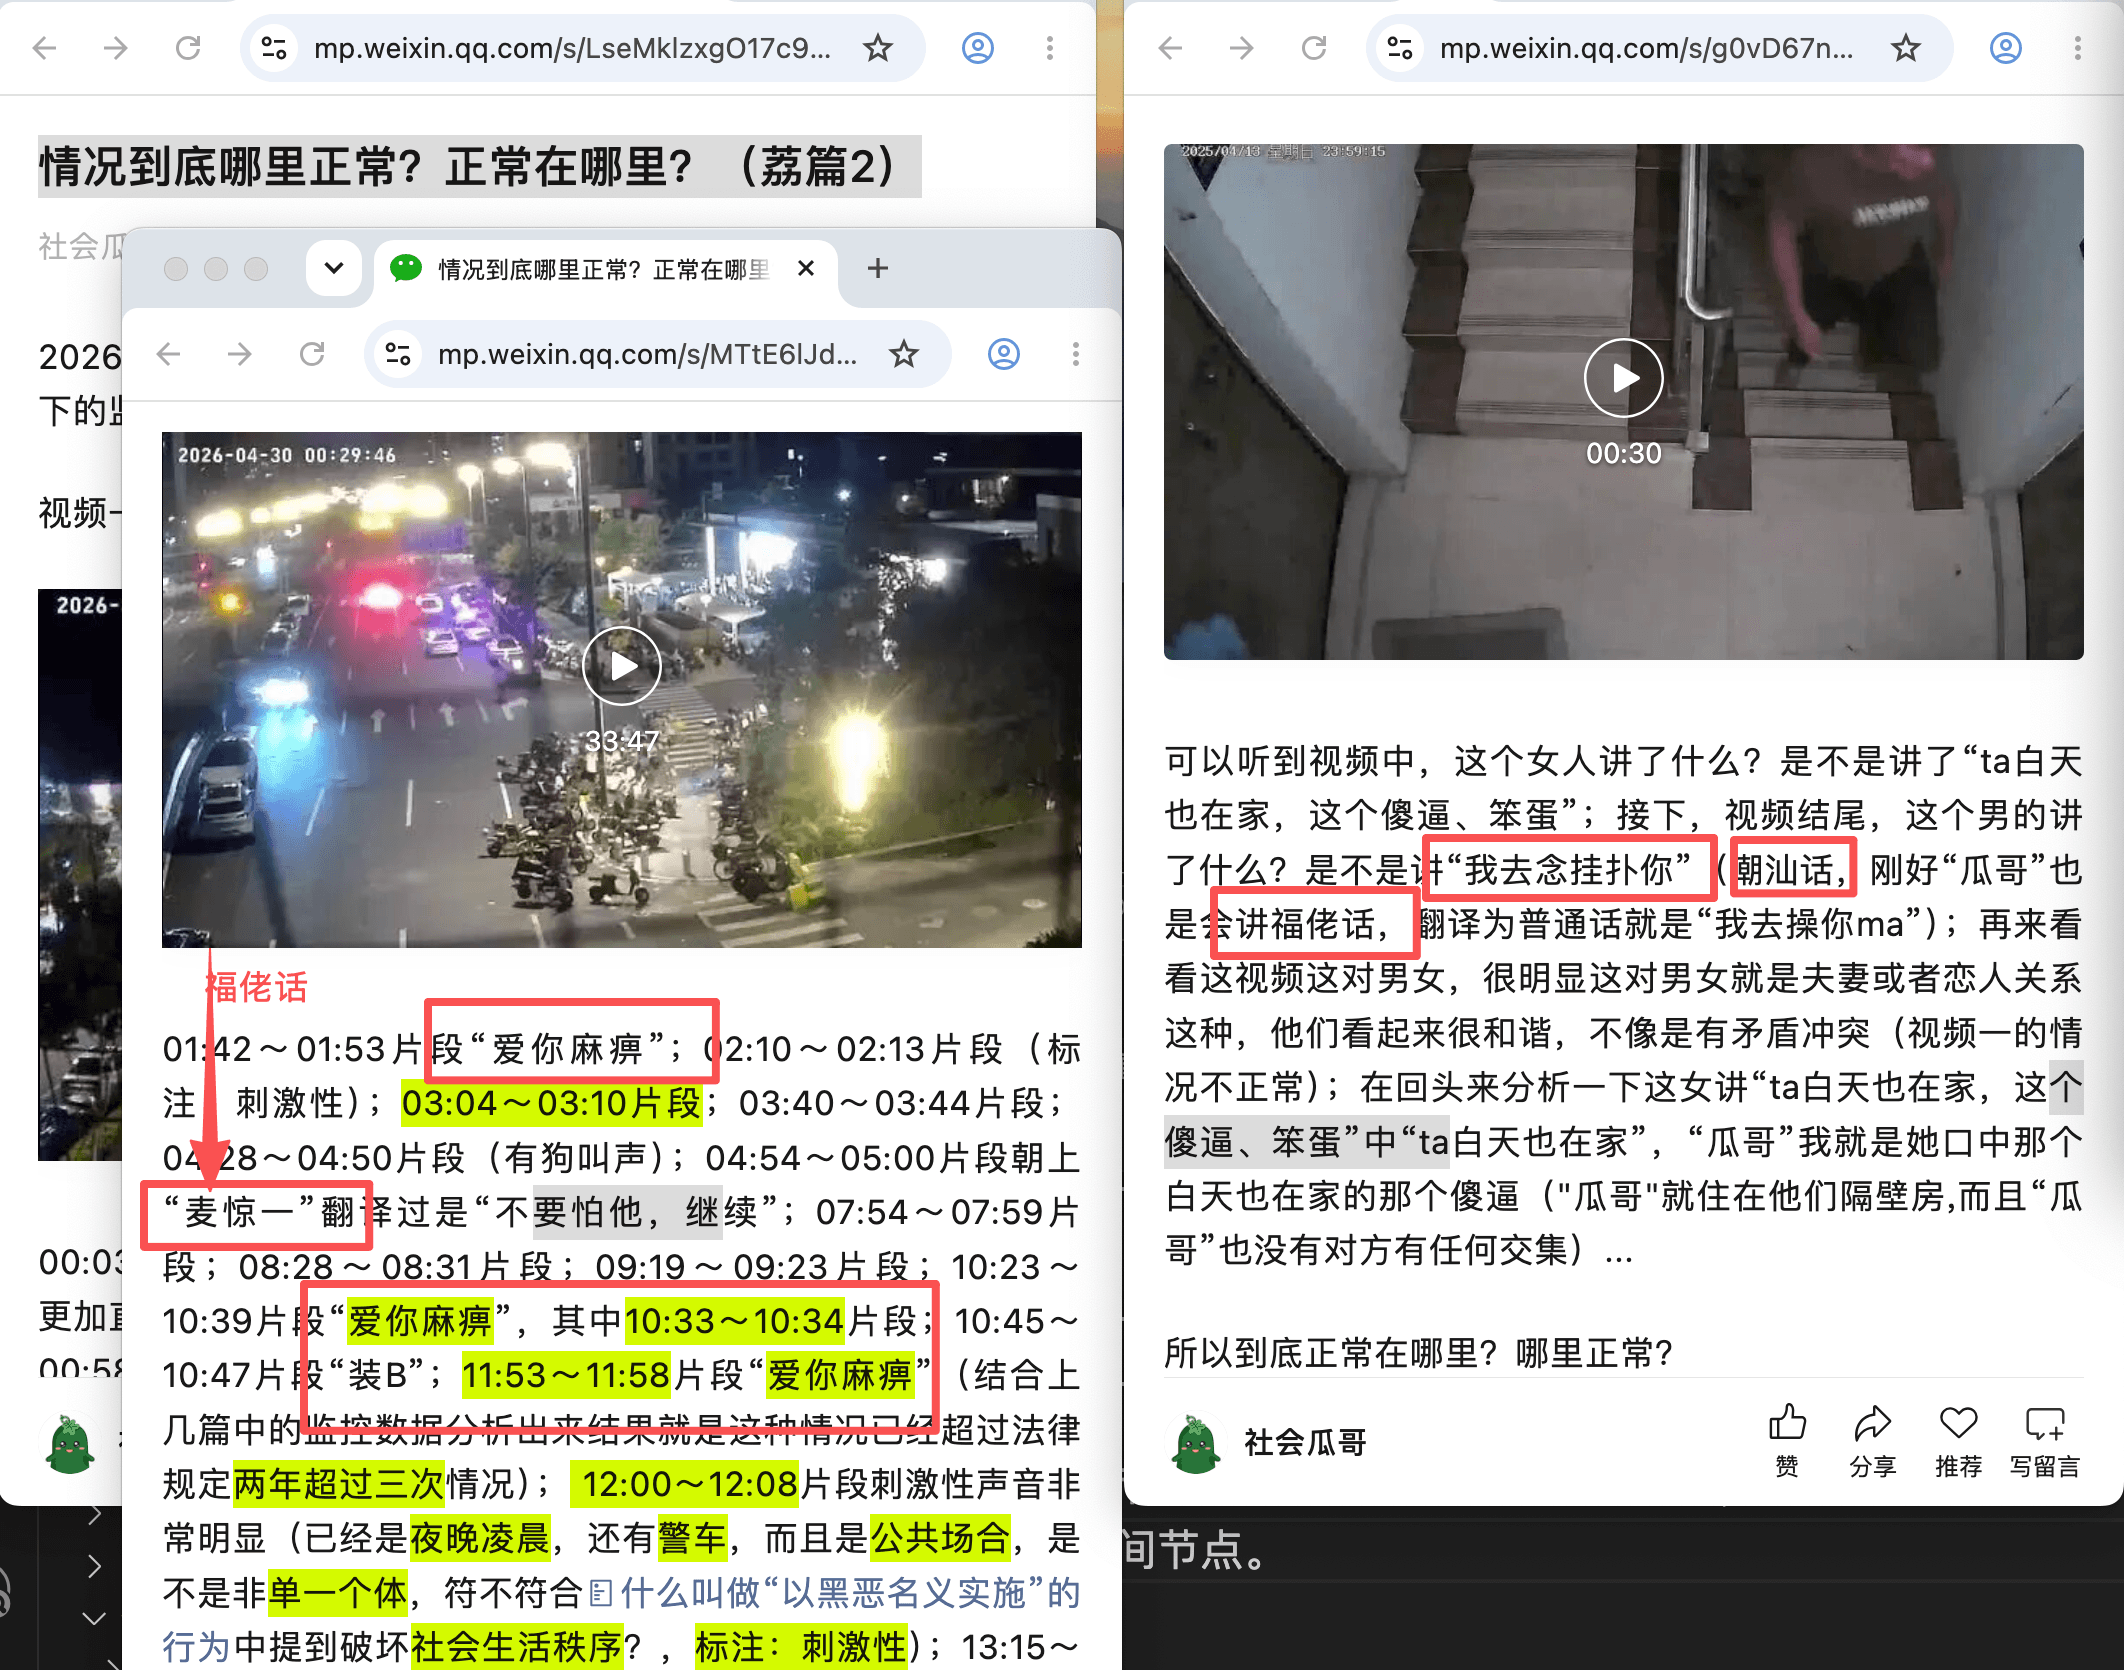 mp.weixin.qq.com/s/LseMklzxgO17c9...
情况到底哪里正常？正常在哪里？（荔篇2）
社会瓜
2026
下的监
视频一
2026-
00:03
更加直
00:58
情况到底哪里正常？正常在哪里
mp.weixin.qq.com/s/MTtE6lJd...
2026-04-30 00:29:46
33:47
福佬话
01:42～01:53片段“爱你麻痹”；02:10～02:13片段（标
注：刺激性）；03:04～03:10片段；03:40～03:44片段；
04:28～04:50片段（有狗叫声）；04:54～05:00片段朝上
“麦惊一”翻译过是“不要怕他，继续”；07:54～07:59片
段；08:28～08:31片段；09:19～09:23片段；10:23～
10:39片段“爱你麻痹”，其中10:33～10:34片段；10:45～
10:47片段“装B”；11:53～11:58片段“爱你麻痹”（结合上
几篇中的监控数据分析出来结果就是这种情况已经超过法律
规定两年超过三次情况）；12:00～12:08片段刺激性声音非
常明显（已经是夜晚凌晨，还有警车，而且是公共场合，是
不是非单一个体，符不符合什么叫做“以黑恶名义实施”的
行为中提到破坏社会生活秩序？，标注：刺激性）；13:15～
mp.weixin.qq.com/s/g0vD67n...
2025/04/13 星期日 23:59:15
00:30
可以听到视频中，这个女人讲了什么？是不是讲了“ta白天
也在家，这个傻逼、笨蛋”；接下，视频结尾，这个男的讲
了什么？是不是讲“我去念挂扑你”（潮汕话，刚好“瓜哥”也
是会讲福佬话，翻译为普通话就是“我去操你ma”）；再来看
看这视频这对男女，很明显这对男女就是夫妻或者恋人关系
这种，他们看起来很和谐，不像是有矛盾冲突（视频一的情
况不正常）；在回头来分析一下这女讲“ta白天也在家，这个
傻逼、笨蛋”中“ta白天也在家”，“瓜哥”我就是她口中那个
白天也在家的那个傻逼（"瓜哥"就住在他们隔壁房,而且“瓜
哥”也没有对方有任何交集）...
所以到底正常在哪里？哪里正常？
社会瓜哥
赞
分享
推荐
写留言
间节点。